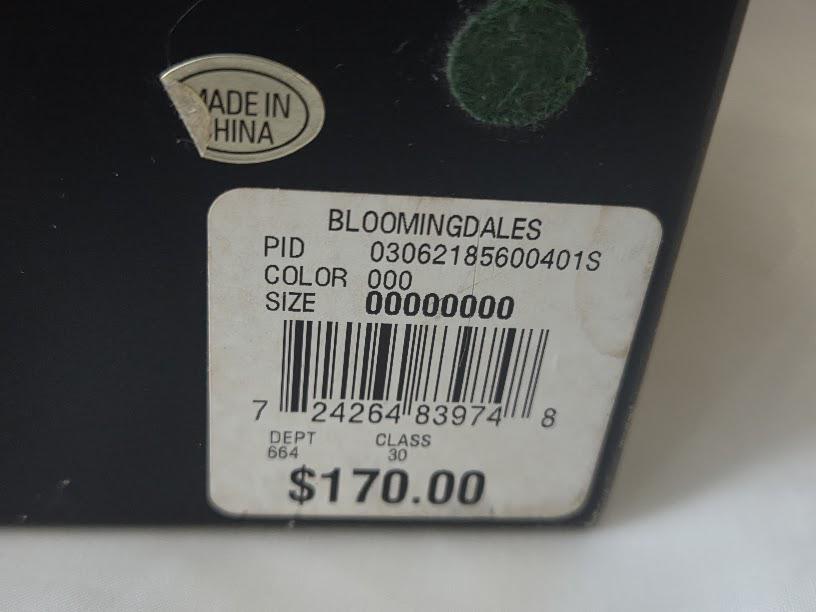 MADE IN
CHINA
BLOOMINGDALES
PID 03062185600401S
COLOR 000
SIZE 00000000
7 24264 83974 8
DEPT CLASS
664 30
$170.00